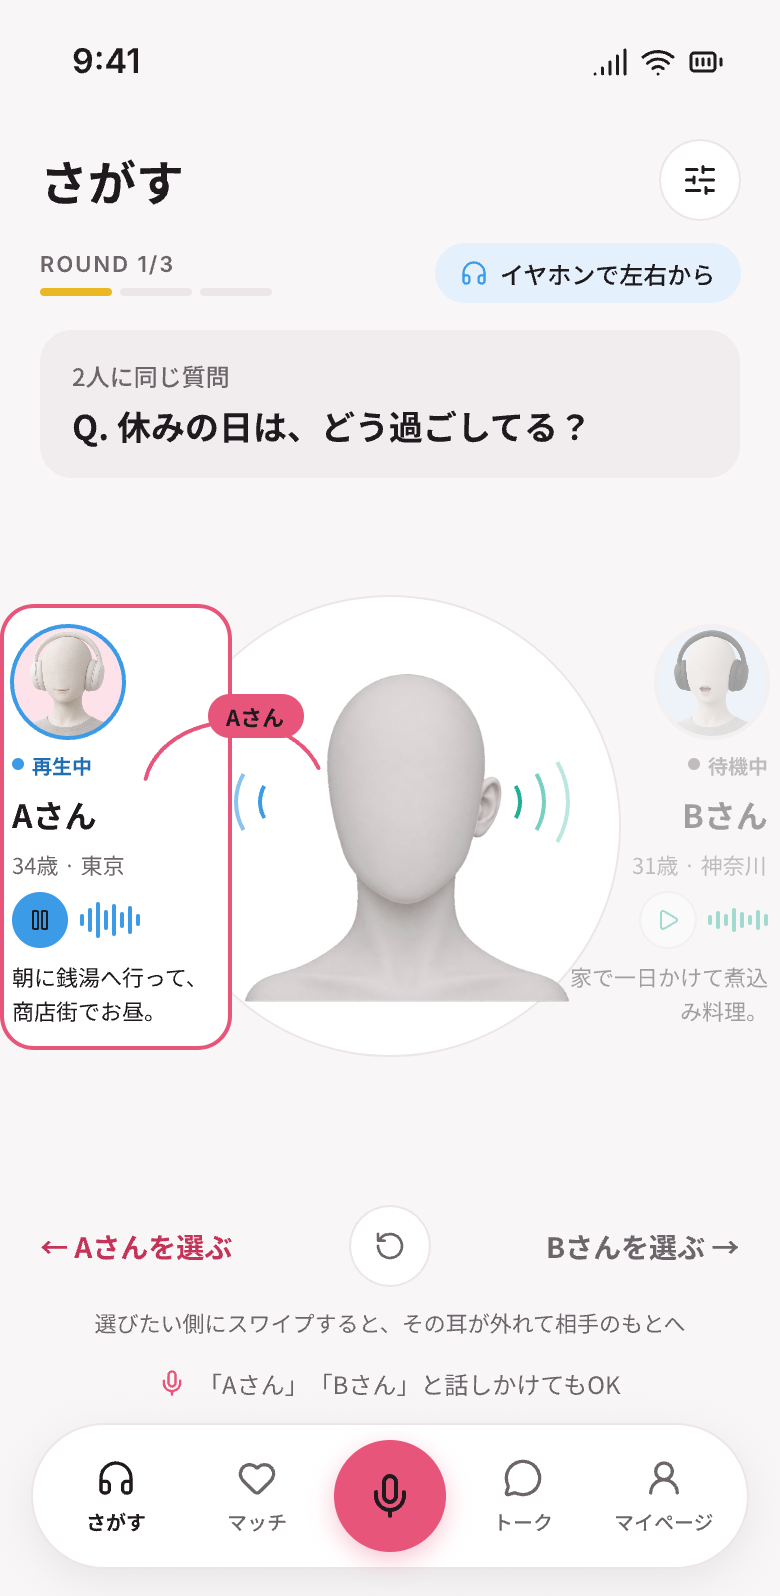 9:41
さがす
ROUND 1/3
イヤホンで左右から
2人に同じ質問
Q. 休みの日は、どう過ごしてる？
Aさん
再生中
Aさん
34歳 · 東京
朝に銭湯へ行って、
商店街でお昼。
待機中
Bさん
31歳 · 神奈川
家で一日かけて煮込
み料理。
← Aさんを選ぶ
Bさんを選ぶ →
選びたい側にスワイプすると、その耳が外れて相手のもとへ
「Aさん」「Bさん」と話しかけてもOK
さがす
マッチ
トーク
マイページ